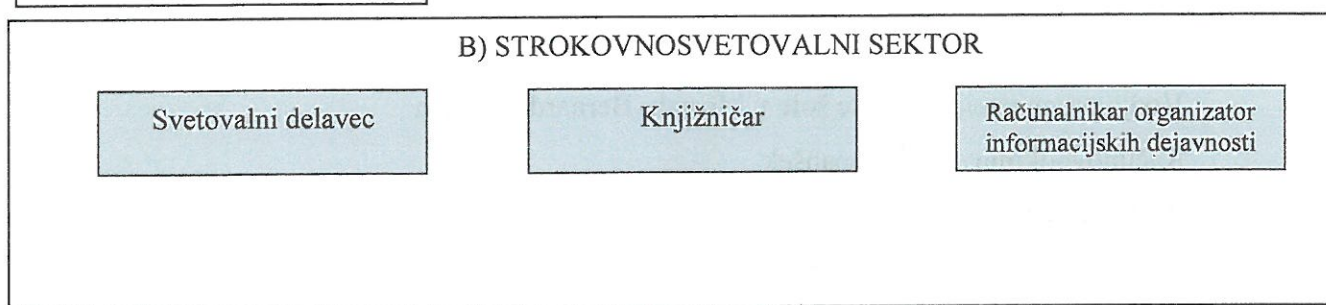 B) STROKOVNOSVETOVALNI SEKTOR
Svetovalni delavec
Knjižničar
Računalnikar organizator
informacijskih dejavnosti